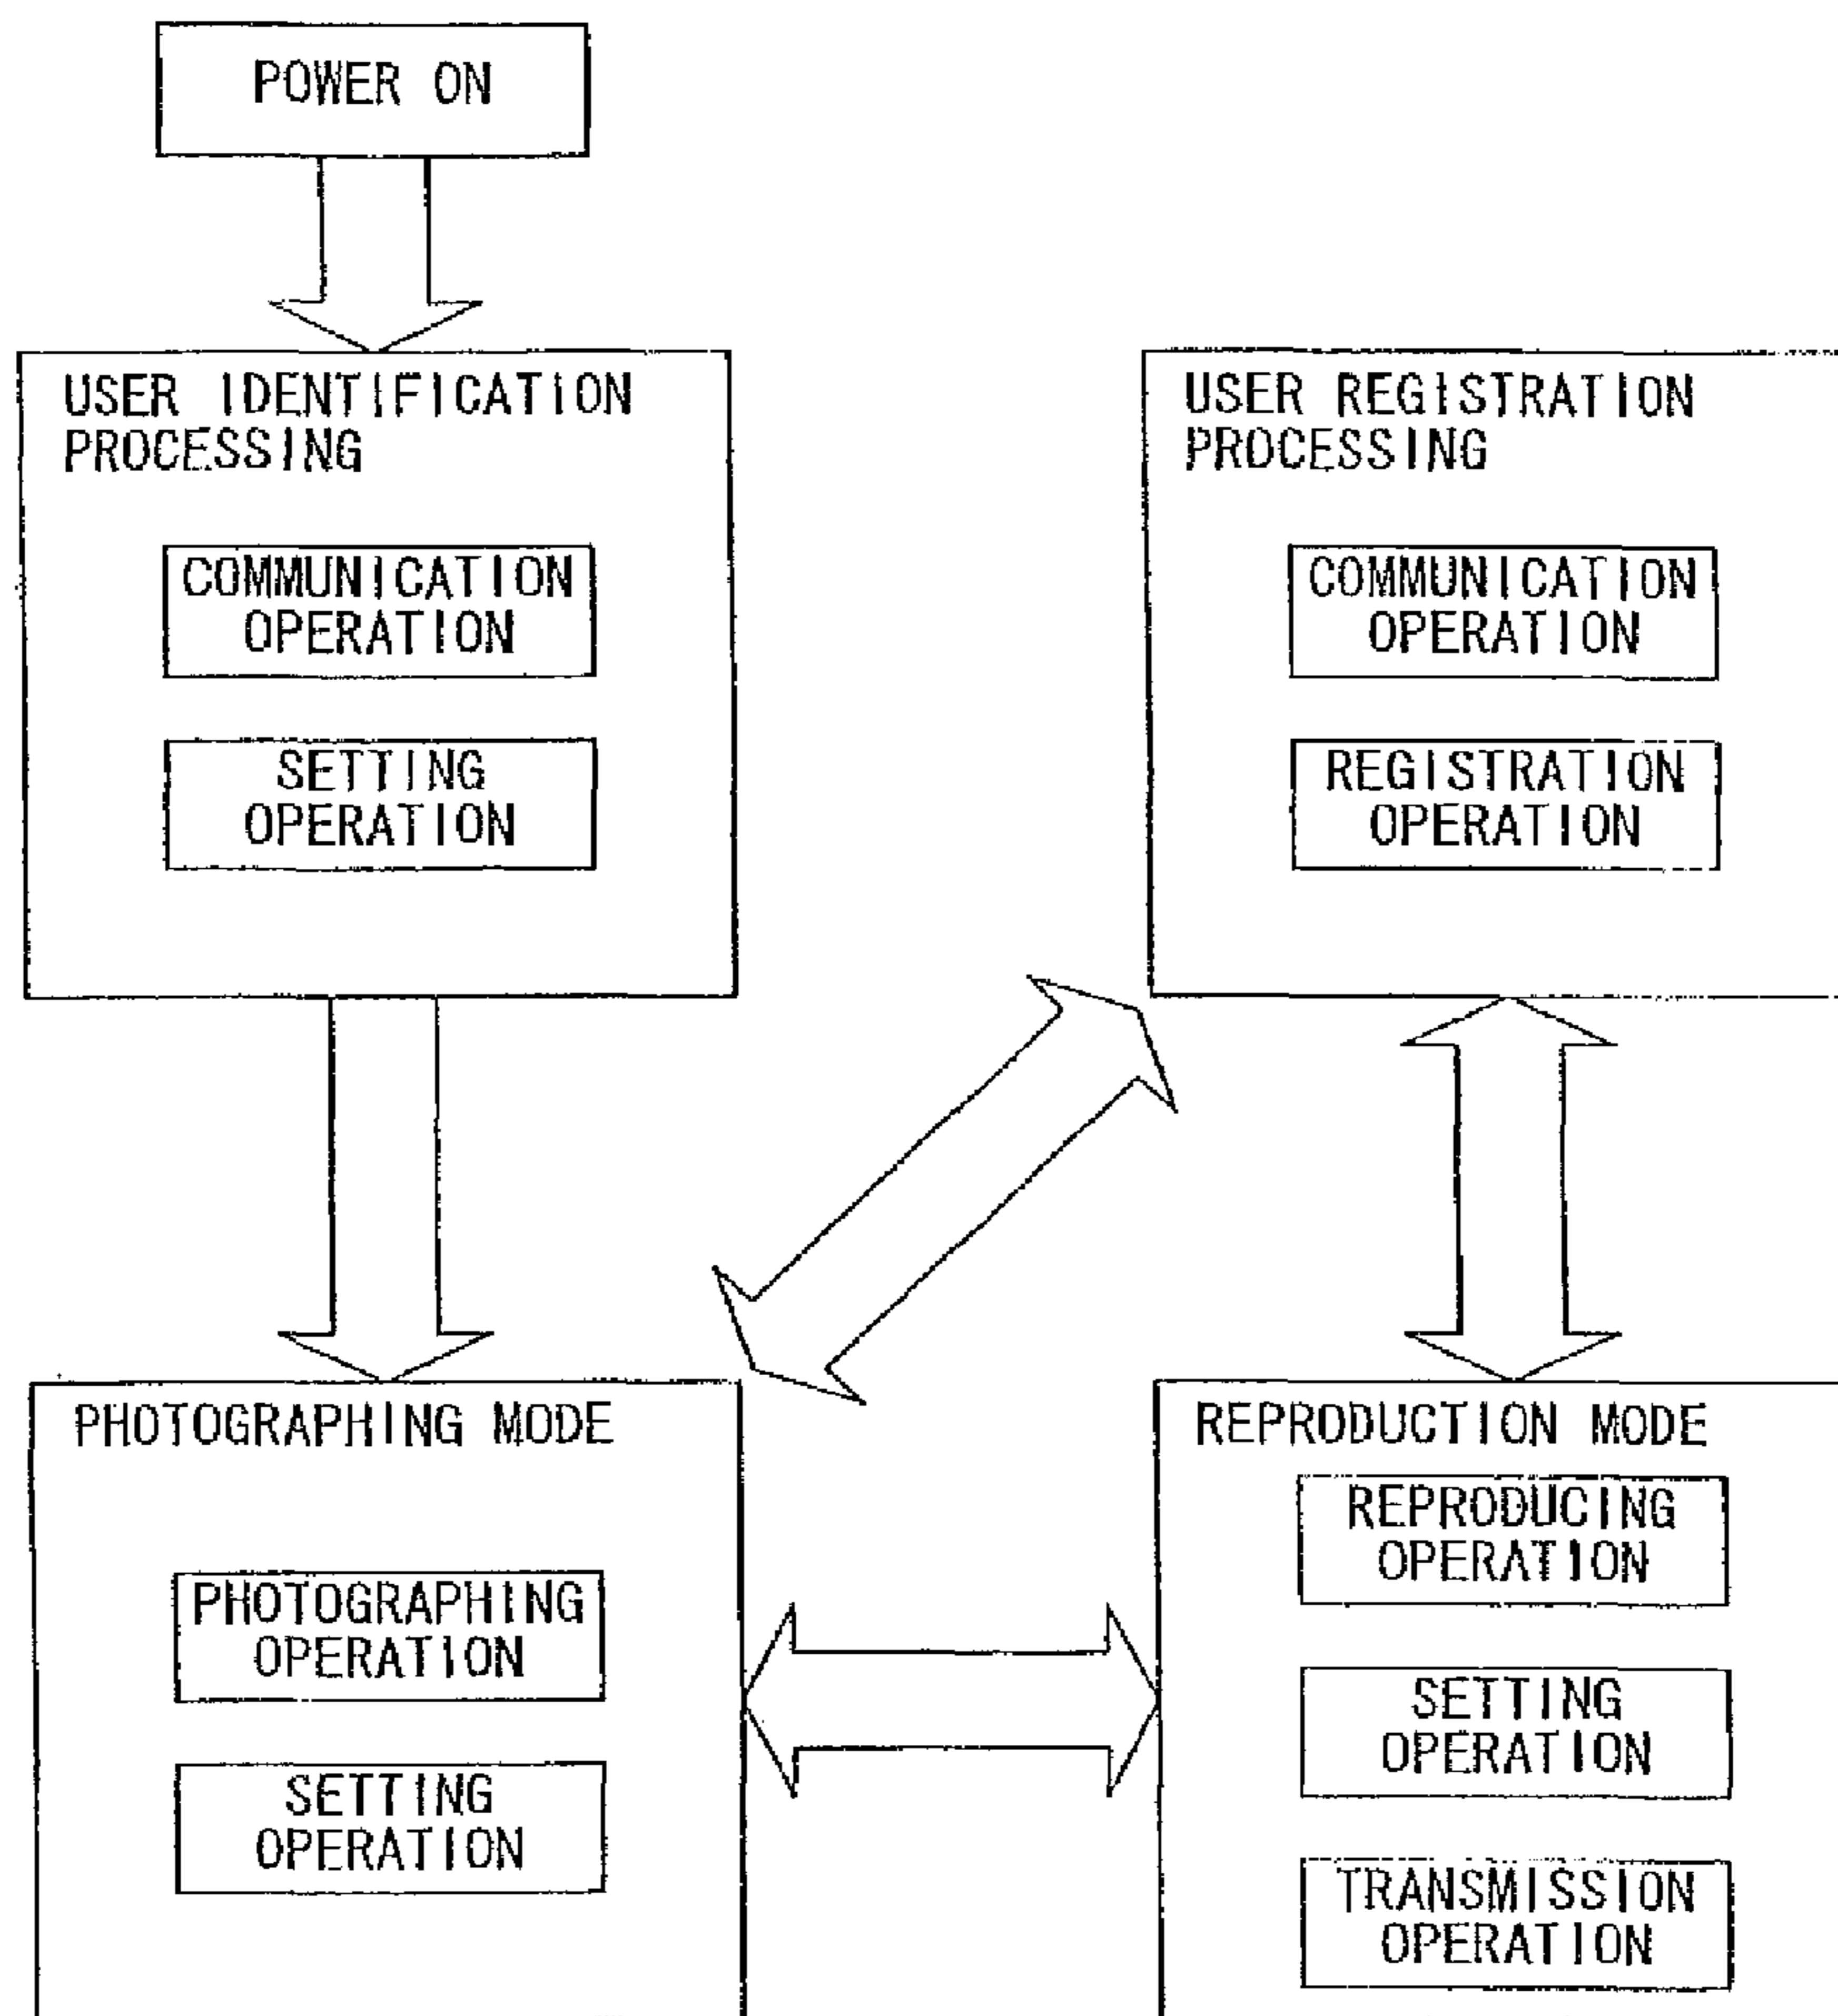 POWER ON
USER IDENTIFICATION
PROCESSING
COMMUNICATION
OPERATION
SETTING
OPERATION
USER REGISTRATION
PROCESSING
COMMUNICATION
OPERATION
REGISTRATION
OPERATION
PHOTOGRAPHING MODE
PHOTOGRAPHING
OPERATION
SETTING
OPERATION
REPRODUCTION MODE
REPRODUCING
OPERATION
SETTING
OPERATION
TRANSMISSION
OPERATION